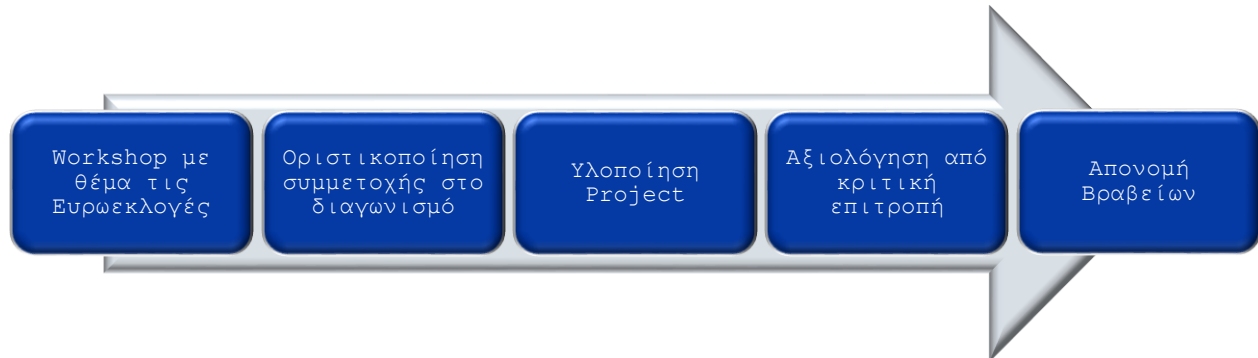 Workshop με
θέμα τις
Ευρωεκλογές
Οριστικοποίηση
συμμετοχής στο
διαγωνισμό
Υλοποίηση
Project
Αξιολόγηση από
κριτική
επιτροπή
Απονομή
Βραβείων